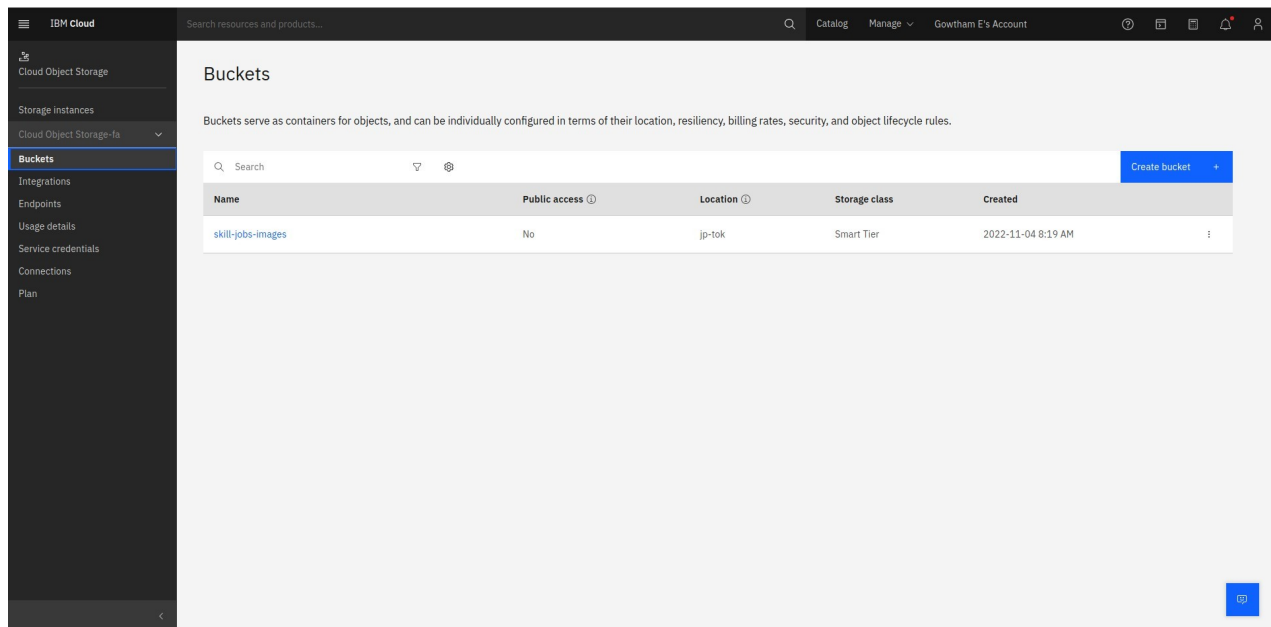 IBM Cloud
Search resources and products...
Catalog
Manage
Gowtham E's Account
Cloud Object Storage
Storage instances
Cloud Object Storage-fa
Buckets
Integrations
Endpoints
Usage details
Service credentials
Connections
Plan
Buckets
Buckets serve as containers for objects, and can be individually configured in terms of their location, resiliency, billing rates, security, and object lifecycle rules.
Search
Create bucket +
Name Public access Location Storage class Created
skill-jobs-images No jp-tok Smart Tier 2022-11-04 8:19 AM